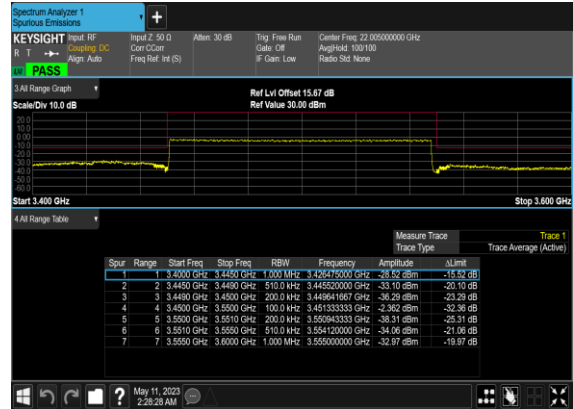 Spectrum Analyzer 1
Spurious Emissions
+
KEYSIGHT Input: RF Input Z: 50 Ω Atten: 30 dB Trig: Free Run Center Freq: 22.005000000 GHz
R T Coupling: DC Corr CCorr Gate: Off Avg|Hold: 100/100
Align: Auto Freq Ref: Int (S) IF Gain: Low Radio Std: None
PASS
3 All Range Graph
Ref Lvl Offset 15.67 dB
Scale/Div 10.0 dB Ref Value 30.00 dBm
20.0
10.0
0.00
-10.0
-20.0
-30.0
-40.0
-50.0
-60.0
Start 3.400 GHz Stop 3.600 GHz
4 All Range Table
Measure Trace Trace 1
Trace Type Trace Average (Active)
Spur Range Start Freq Stop Freq RBW Frequency Amplitude ΔLimit
1 1 3.4000 GHz 3.4450 GHz 1.000 MHz 3.426475000 GHz -28.52 dBm -15.52 dB
2 2 3.4450 GHz 3.4490 GHz 510.0 kHz 3.445520000 GHz -33.10 dBm -20.10 dB
3 3 3.4490 GHz 3.4500 GHz 200.0 kHz 3.449641667 GHz -36.29 dBm -23.29 dB
4 4 3.4500 GHz 3.5500 GHz 100.0 kHz 3.451333333 GHz -2.362 dBm -32.36 dB
5 5 3.5500 GHz 3.5510 GHz 200.0 kHz 3.550943333 GHz -38.31 dBm -25.31 dB
6 6 3.5510 GHz 3.5550 GHz 510.0 kHz 3.554120000 GHz -34.06 dBm -21.06 dB
7 7 3.5550 GHz 3.6000 GHz 1.000 MHz 3.555000000 GHz -32.97 dBm -19.97 dB
?
May 11, 2023
2:28:28 AM